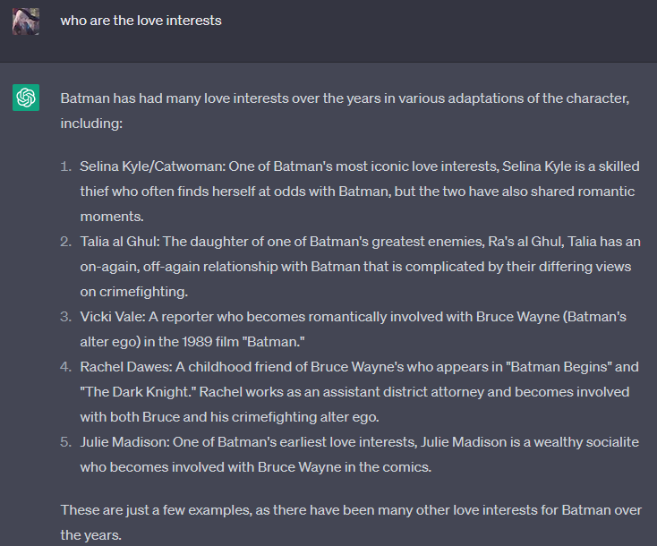 who are the love interests
Batman has had many love interests over the years in various adaptations of the character,
including:
1. Selina Kyle/Catwoman: One of Batman's most iconic love interests, Selina Kyle is a skilled
thief who often finds herself at odds with Batman, but the two have also shared romantic
moments.
2. Talia al Ghul: The daughter of one of Batman's greatest enemies, Ra's al Ghul, Talia has an
on-again, off-again relationship with Batman that is complicated by their differing views
on crimefighting.
3. Vicki Vale: A reporter who becomes romantically involved with Bruce Wayne (Batman's
alter ego) in the 1989 film "Batman."
4. Rachel Dawes: A childhood friend of Bruce Wayne's who appears in "Batman Begins" and
"The Dark Knight." Rachel works as an assistant district attorney and becomes involved
with both Bruce and his crimefighting alter ego.
5. Julie Madison: One of Batman's earliest love interests, Julie Madison is a wealthy socialite
who becomes involved with Bruce Wayne in the comics.
These are just a few examples, as there have been many other love interests for Batman over
the years.